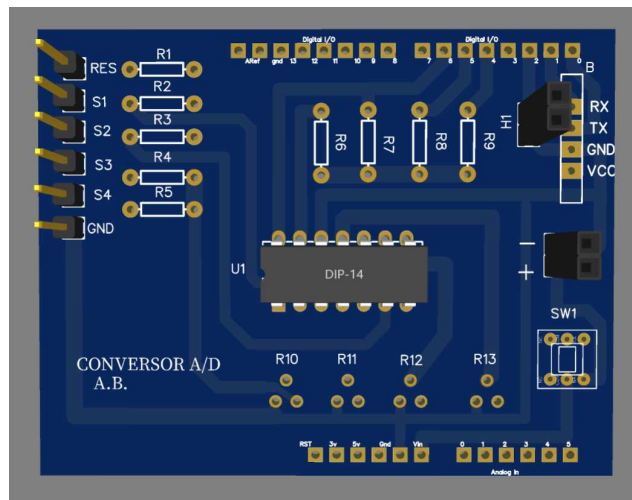 Digital I/O
Digital I/O
ARef gnd 13 12 11 10 9 8
7 6 5 4 3 2 1 0
RES
R1
B
S1
R2
RX
S2
R3
R6
R7
R8
R9
H1
TX
GND
S3
R4
VCC
S4
R5
GND
U1
DIP-14
−
+
SW1
CONVERSOR A/D
A.B.
R10
R11
R12
R13
RST 3v 5v Gnd Vin
0 1 2 3 4 5
Analog In